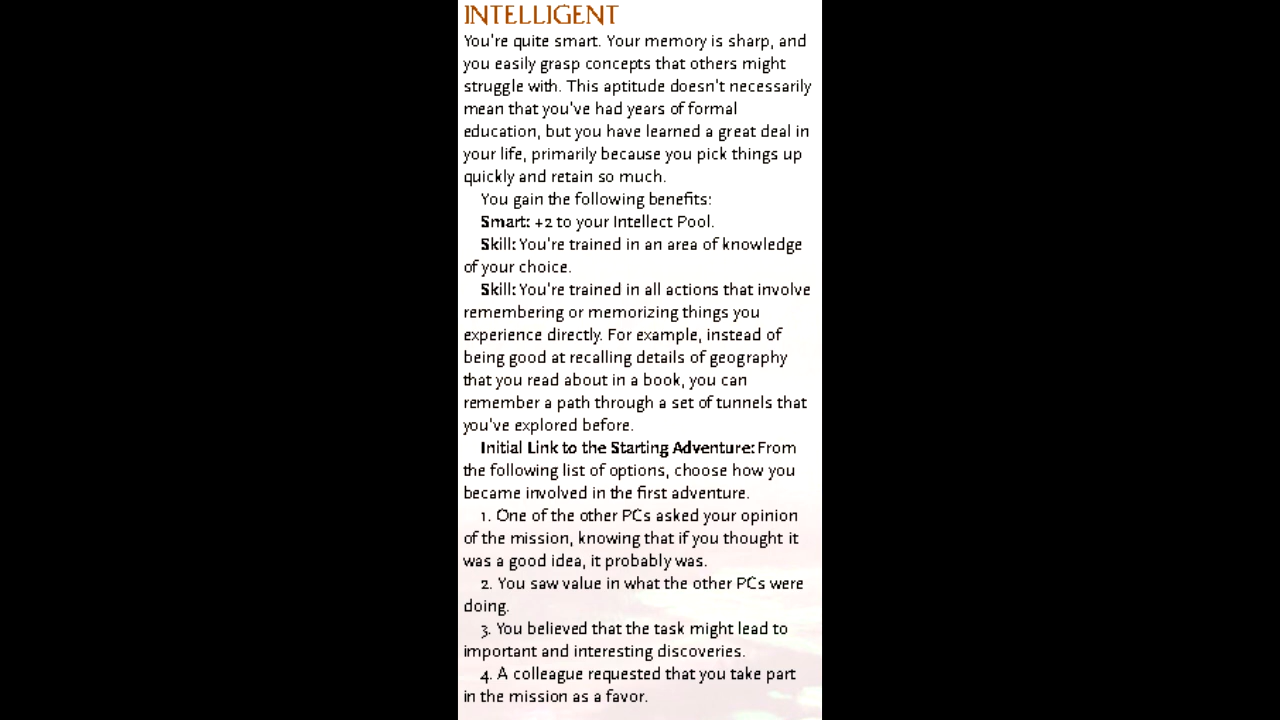 INTELLIGENT
You're quite smart. Your memory is sharp, and
you easily grasp concepts that others might
struggle with. This aptitude doesn't necessarily
mean that you've had years of formal
education, but you have learned a great deal in
your life, primarily because you pick things up
quickly and retain so much.
You gain the following benefits:
Smart: +2 to your Intellect Pool.
Skill: You're trained in an area of knowledge
of your choice.
Skill: You're trained in all actions that involve
remembering or memorizing things you
experience directly. For example, instead of
being good at recalling details of geography
that you read about in a book, you can
remember a path through a set of tunnels that
you've explored before.
Initial Link to the Starting Adventure: From
the following list of options, choose how you
became involved in the first adventure.
1. One of the other PCs asked your opinion
of the mission, knowing that if you thought it
was a good idea, it probably was.
2. You saw value in what the other PCs were
doing.
3. You believed that the task might lead to
important and interesting discoveries.
4. A colleague requested that you take part
in the mission as a favor.